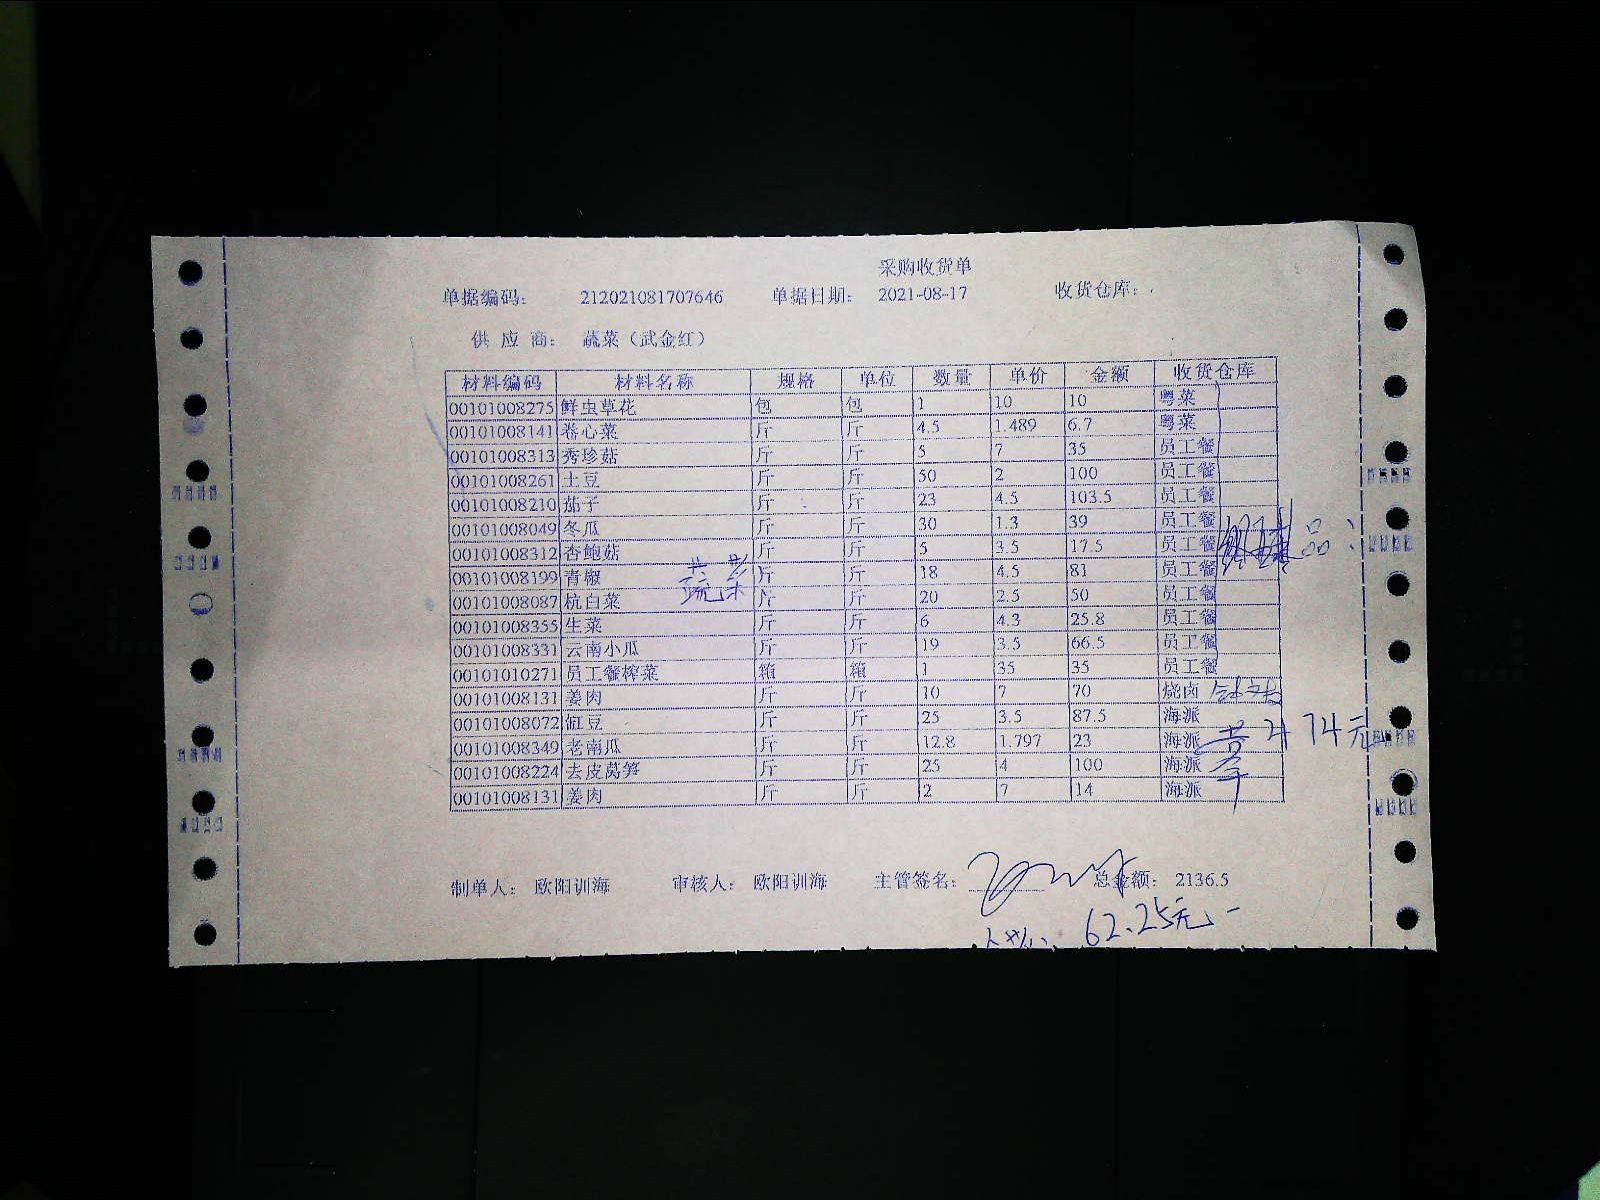 采购收货单
单据编码： 212021081707646 单据日期： 2021-08-17 收货仓库：
供 应 商： 蔬菜（武金红）
材料编码 材料名称 规格 单位 数量 单价 金额 收货仓库
00101008275 鲜虫草花 包 包 1 10 10 粤菜
00101008141 卷心菜 斤 斤 4.5 1.489 6.7 粤菜
00101008313 秀珍菇 斤 斤 5 7 35 员工餐
00101008261 土豆 斤 斤 50 2 100 员工餐
00101008210 茄子 斤 斤 23 4.5 103.5 员工餐
00101008049 冬瓜 斤 斤 30 1.3 39 员工餐
00101008312 杏鲍菇 斤 斤 5 3.5 17.5 员工餐 品：
00101008199 青椒 斤 斤 18 4.5 81 员工餐
00101008087 杭白菜 蔬菜 斤 斤 20 2.5 50 员工餐
00101008355 生菜 斤 斤 6 4.3 25.8 员工餐
00101008331 云南小瓜 斤 斤 19 3.5 66.5 员工餐
00101010271 员工餐榨菜 箱 箱 1 35 35 员工餐
00101008131 姜肉 斤 斤 10 7 70 烧卤
00101008072 缸豆 斤 斤 25 3.5 87.5 海派
00101008349 老南瓜 斤 斤 12.8 1.797 23 海派 74元
00101008224 去皮莴笋 斤 斤 25 4 100 海派
00101008131 姜肉 斤 斤 2 7 14 海派
制单人： 欧阳训海 审核人： 欧阳训海 主管签名： 总金额： 2136.5
62.25元